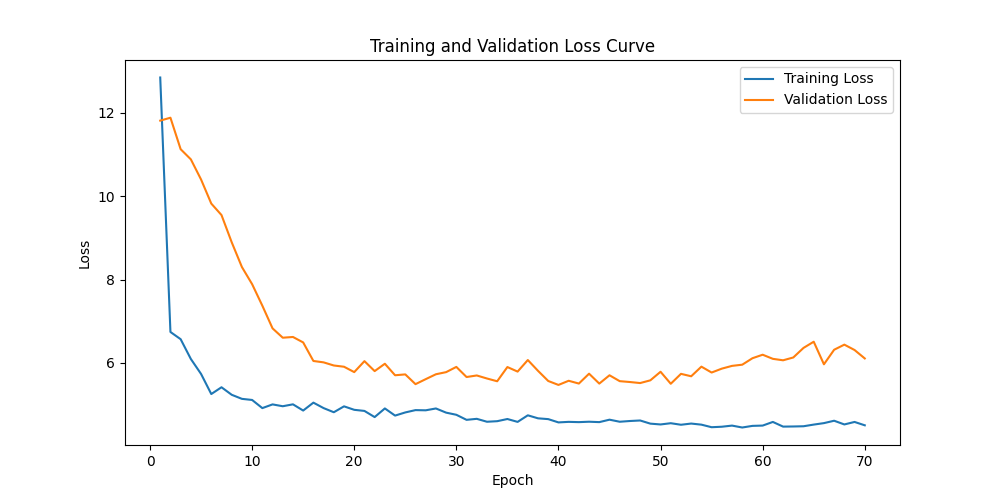 Training and Validation Loss Curve
Training Loss
Validation Loss
Loss
12
10
8
6
0 10 20 30 40 50 60 70
Epoch